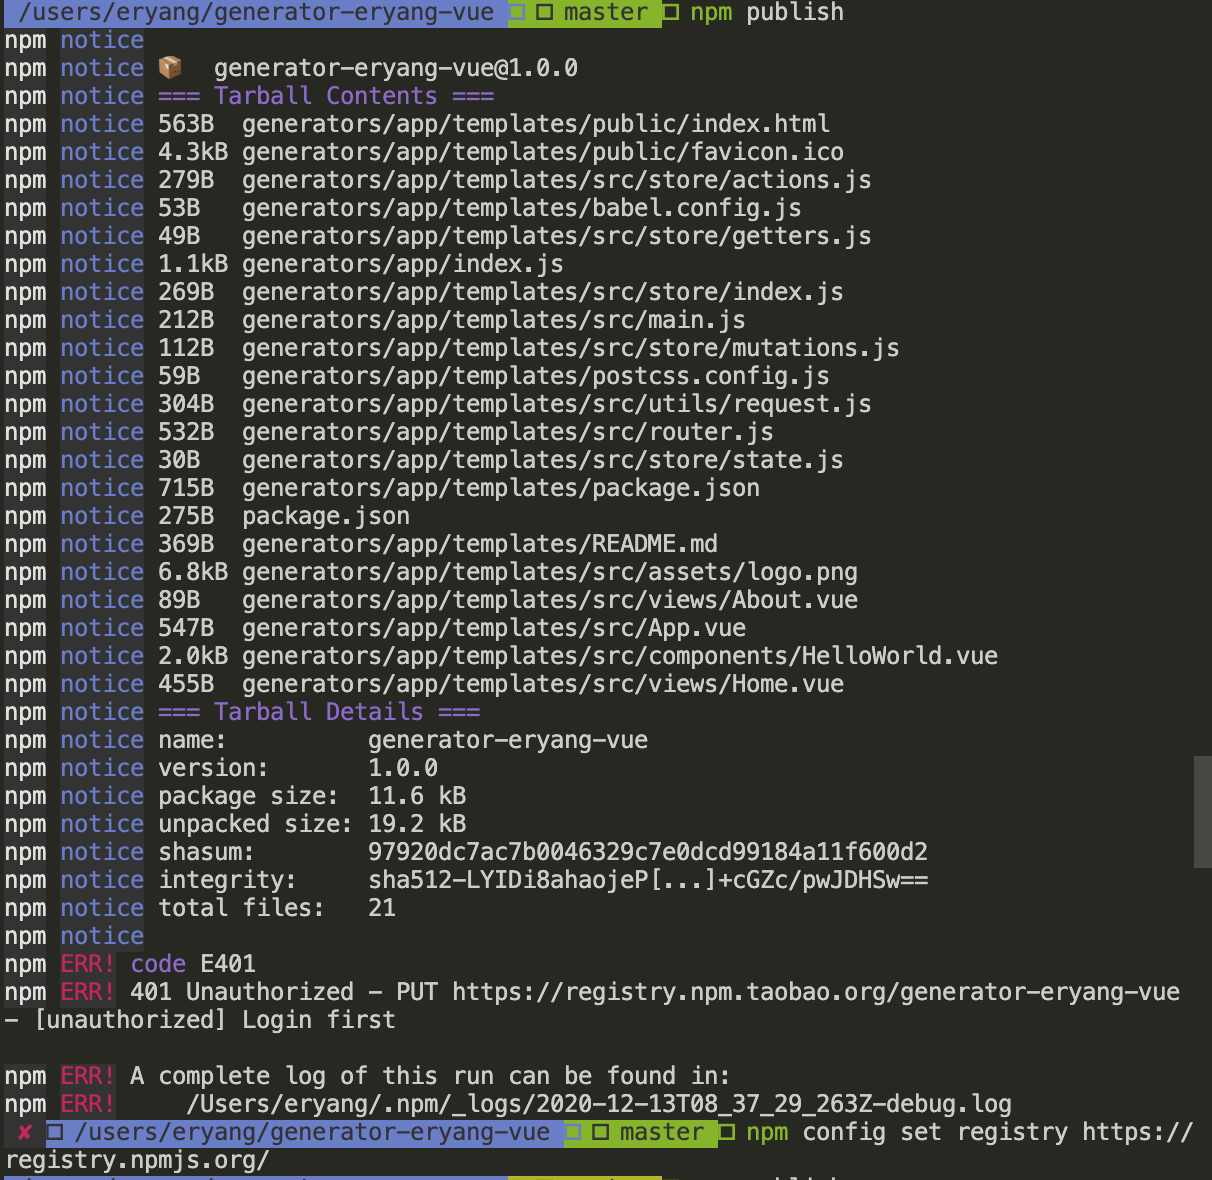 /users/eryang/generator-eryang-vue master npm publish
npm notice
npm notice 📦 generator-eryang-vue@1.0.0
npm notice === Tarball Contents ===
npm notice 563B generators/app/templates/public/index.html
npm notice 4.3kB generators/app/templates/public/favicon.ico
npm notice 279B generators/app/templates/src/store/actions.js
npm notice 53B generators/app/templates/babel.config.js
npm notice 49B generators/app/templates/src/store/getters.js
npm notice 1.1kB generators/app/index.js
npm notice 269B generators/app/templates/src/store/index.js
npm notice 212B generators/app/templates/src/main.js
npm notice 112B generators/app/templates/src/store/mutations.js
npm notice 59B generators/app/templates/postcss.config.js
npm notice 304B generators/app/templates/src/utils/request.js
npm notice 532B generators/app/templates/src/router.js
npm notice 30B generators/app/templates/src/store/state.js
npm notice 715B generators/app/templates/package.json
npm notice 275B package.json
npm notice 369B generators/app/templates/README.md
npm notice 6.8kB generators/app/templates/src/assets/logo.png
npm notice 89B generators/app/templates/src/views/About.vue
npm notice 547B generators/app/templates/src/App.vue
npm notice 2.0kB generators/app/templates/src/components/HelloWorld.vue
npm notice 455B generators/app/templates/src/views/Home.vue
npm notice === Tarball Details ===
npm notice name: generator-eryang-vue
npm notice version: 1.0.0
npm notice package size: 11.6 kB
npm notice unpacked size: 19.2 kB
npm notice shasum: 97920dc7ac7b0046329c7e0dcd99184a11f600d2
npm notice integrity: sha512-LYIDi8ahaojeP[...]+cGZc/pwJDHSw==
npm notice total files: 21
npm notice
npm ERR! code E401
npm ERR! 401 Unauthorized - PUT https://registry.npm.taobao.org/generator-eryang-vue
- [unauthorized] Login first
npm ERR! A complete log of this run can be found in:
npm ERR! /Users/eryang/.npm/_logs/2020-12-13T08_37_29_263Z-debug.log
✘ /users/eryang/generator-eryang-vue master npm config set registry https://
registry.npmjs.org/